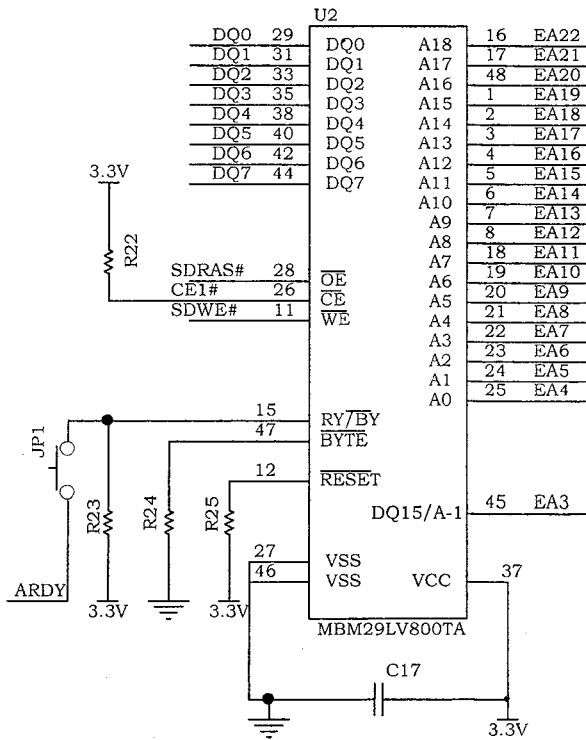 U2
DQ0 29 DQ0 A18 16 EA22
DQ1 31 DQ1 A17 17 EA21
DQ2 33 DQ2 A16 48 EA20
DQ3 35 DQ3 A15 1 EA19
DQ4 38 DQ4 A14 2 EA18
DQ5 40 DQ5 A13 3 EA17
DQ6 42 DQ6 A12 4 EA16
DQ7 44 DQ7 A11 5 EA15
3.3V
A10 6 EA14
A9 7 EA13
A8 8 EA12
R22
A7 18 EA11
SDRAS# 28 OE A6 19 EA10
CE1# 26 CE A5 20 EA9
SDWE# 11 WE A4 21 EA8
A3 22 EA7
A2 23 EA6
A1 24 EA5
A0 25 EA4
15 RY/BY
47 BYTE
JP1
12 RESET
R23
R24
R25
DQ15/A-1 45 EA3
27 VSS
46 VSS VCC 37
ARDY
3.3V
3.3V
MBM29LV800TA
C17
3.3V